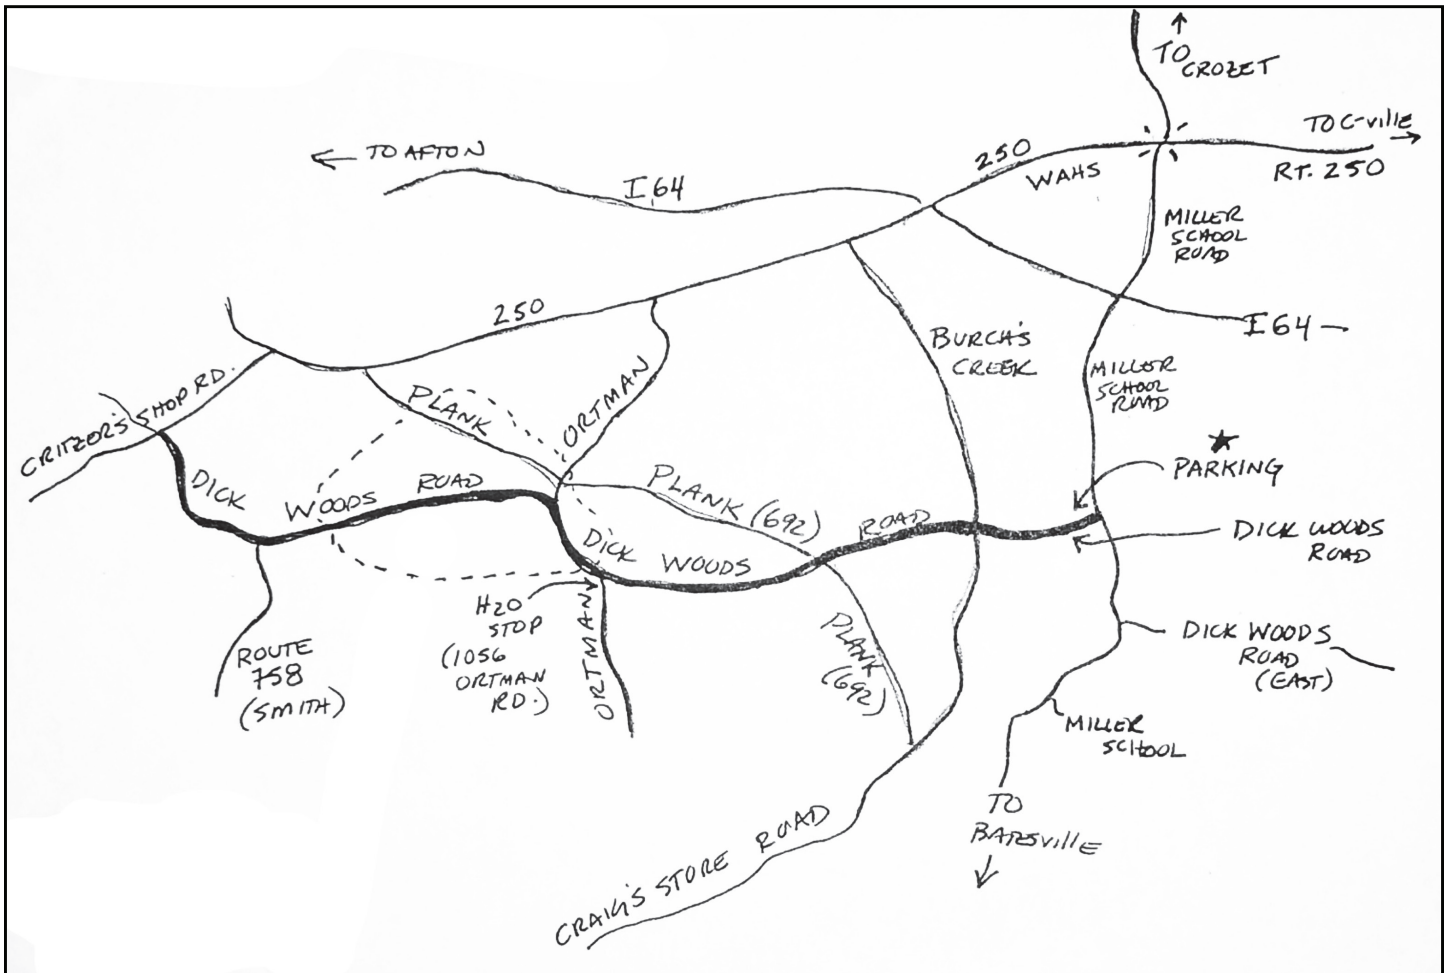 ↑
TO
CROZET
TO C-ville →
← TO AFTON
250
WAHS
RT. 250
I 64
MILLER
SCHOOL
ROAD
250
I 64
BURCH'S
CREEK
ORTMAN
PLANK
MILLER
SCHOOL
ROAD
CRITZER'S SHOP RD.
★
PARKING
DICK WOODS ROAD
PLANK (692)
ROAD
DICK WOODS
ROAD
DICK WOODS
H20
STOP
(1056
ORTMAN
RD.)
ORTMAN
PLANK
(692)
DICK WOODS
ROAD
(EAST)
ROUTE
758
(SMITH)
MILLER
SCHOOL
TO
BATESVILLE
↓
CRAIG'S STORE ROAD